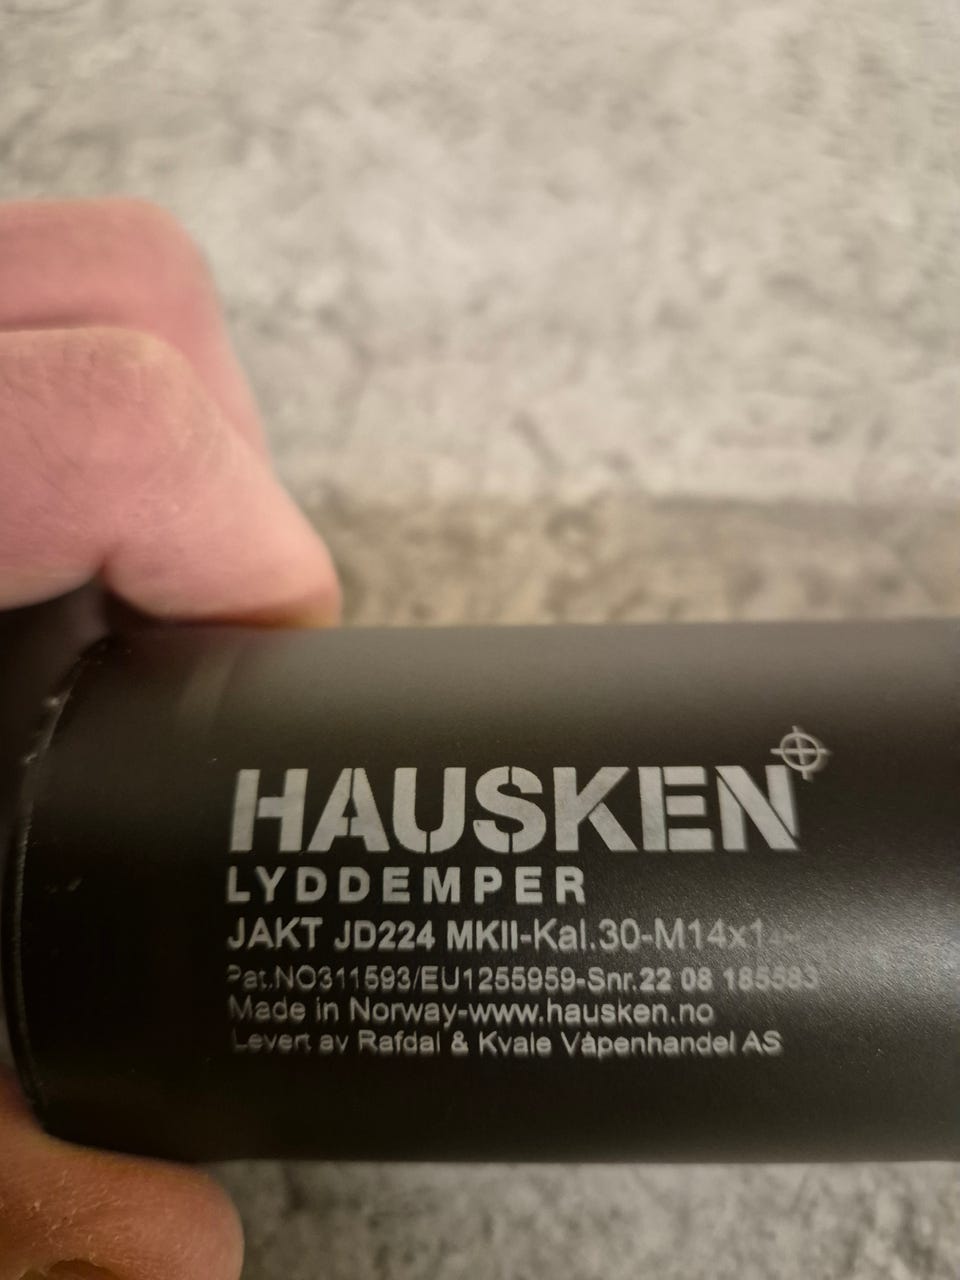 HAUSKEN
LYDDEMPER
JAKT JD224 MKII-Kal.30-M14x1
Pat.NO311593/EU1255959-Snr.22 08 185583
Made in Norway-www.hausken.no
Levert av Rafdal & Kvale Våpenhandel AS